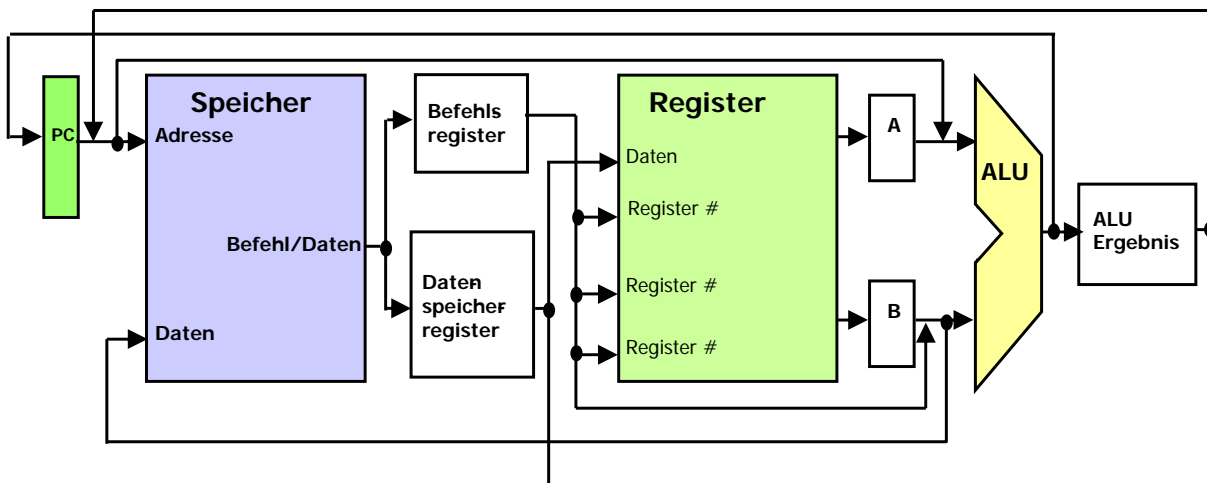 PC
Speicher
Adresse
Befehl/Daten
Daten
Befehls
register
Daten
speicher
register
Register
Daten
Register #
Register #
Register #
A
B
ALU
ALU
Ergebnis